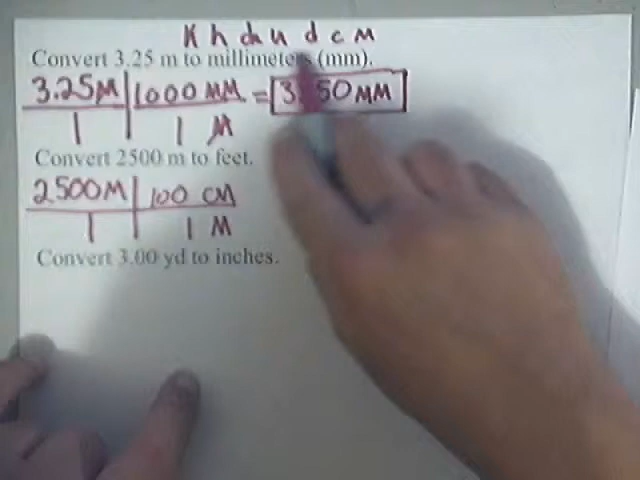 K h da u d c M
Convert 3.25 m to millimeters (mm).
3.25M 1000 MM = 50MM
1 1 M
Convert 2500 m to feet.
2500M 100 CM
1 1 M
Convert 3.00 yd to inches.